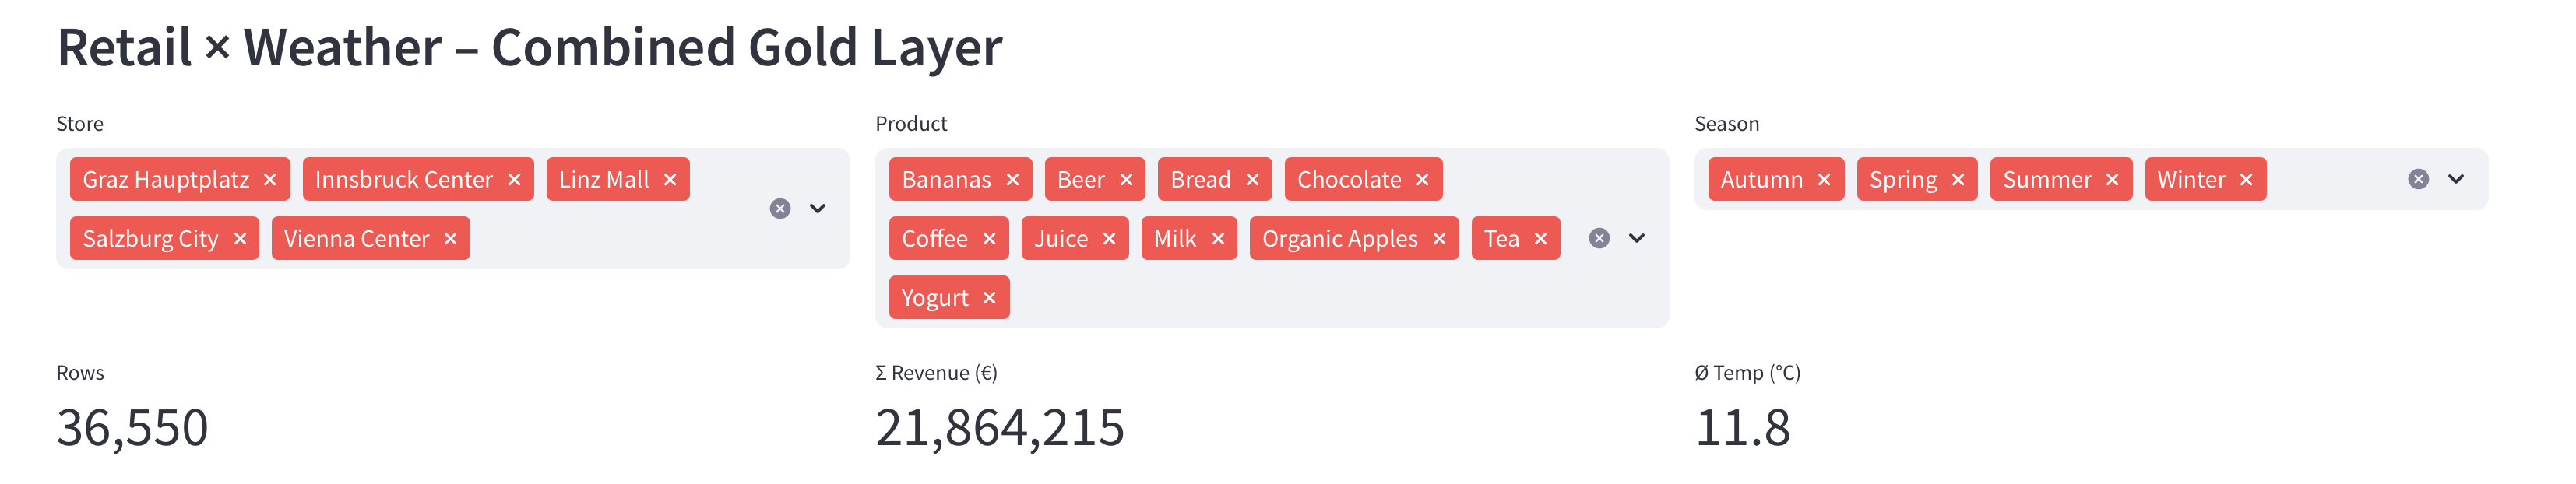 Retail × Weather – Combined Gold Layer
Store
Graz Hauptplatz × Innsbruck Center × Linz Mall ×
Salzburg City × Vienna Center ×
Product
Bananas × Beer × Bread × Chocolate ×
Coffee × Juice × Milk × Organic Apples × Tea ×
Yogurt ×
Season
Autumn × Spring × Summer × Winter ×
Rows
36,550
Σ Revenue (€)
21,864,215
Ø Temp (°C)
11.8